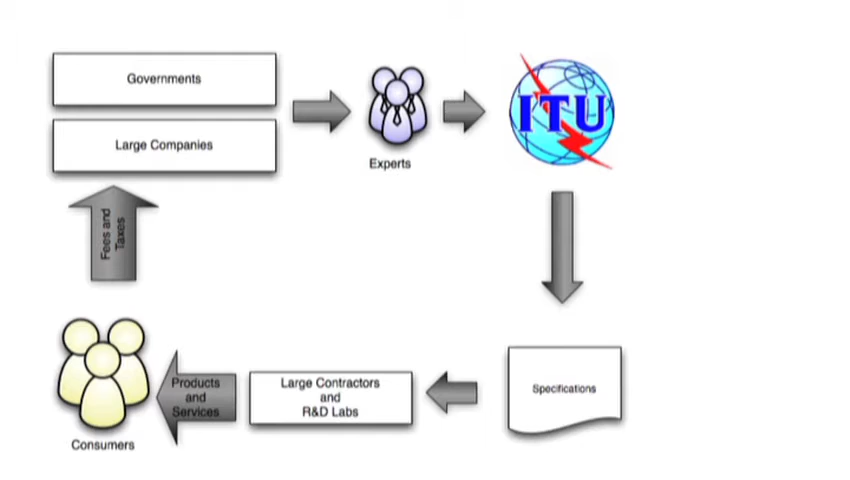 Governments
Large Companies
Experts
ITU
Fees and
Taxes
Specifications
Large Contractors
and
R&D Labs
Products
and
Services
Consumers